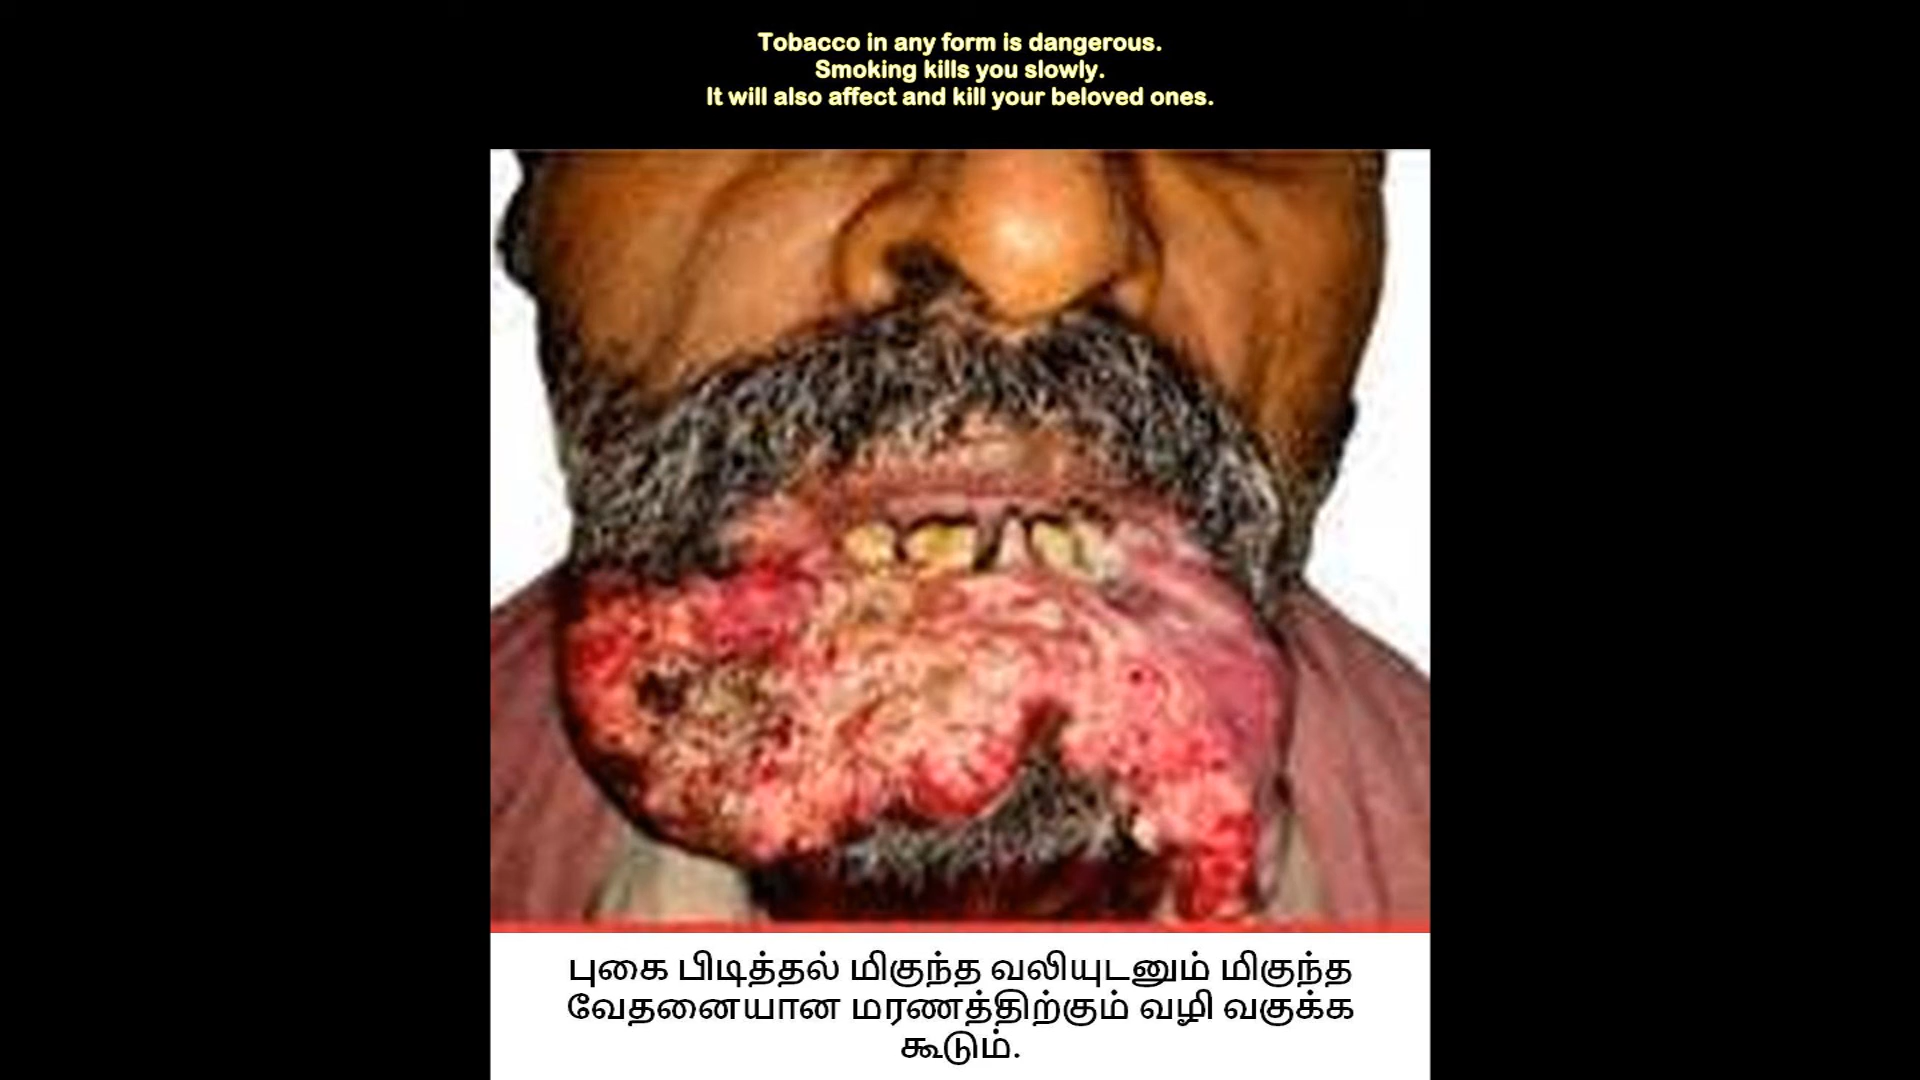 Tobacco in any form is dangerous.
Smoking kills you slowly.
It will also affect and kill your beloved ones.
புகை பிடித்தல் மிகுந்த வலியுடனும் மிகுந்த
வேதனையான மரணத்திற்கும் வழி வகுக்க
கூடும்.